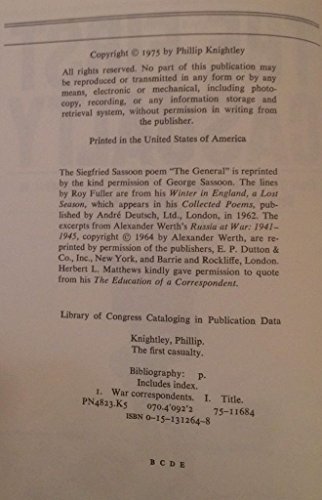 Copyright © 1975 by Phillip Knightley
All rights reserved. No part of this publication may
be reproduced or transmitted in any form or by any
means, electronic or mechanical, including photo-
copy, recording, or any information storage and
retrieval system, without permission in writing from
the publisher.
Printed in the United States of America
The Siegfried Sassoon poem "The General" is reprinted
by the kind permission of George Sassoon. The lines
by Roy Fuller are from his Winter in England, a Lost
Season, which appears in his Collected Poems, pub-
lished by André Deutsch, Ltd., London, in 1962. The
excerpts from Alexander Werth's Russia at War: 1941–
1945, copyright © 1964 by Alexander Werth, are re-
printed by permission of the publishers, E. P. Dutton &
Co., Inc., New York, and Barrie and Rockliffe, London.
Herbert L. Matthews kindly gave permission to quote
from his The Education of a Correspondent.
Library of Congress Cataloging in Publication Data
Knightley, Phillip.
The first casualty.
Bibliography: p.
Includes index.
1. War correspondents. I. Title.
PN4823.K5 070.4'092'2 75-11684
ISBN 0-15-131264-8
B C D E